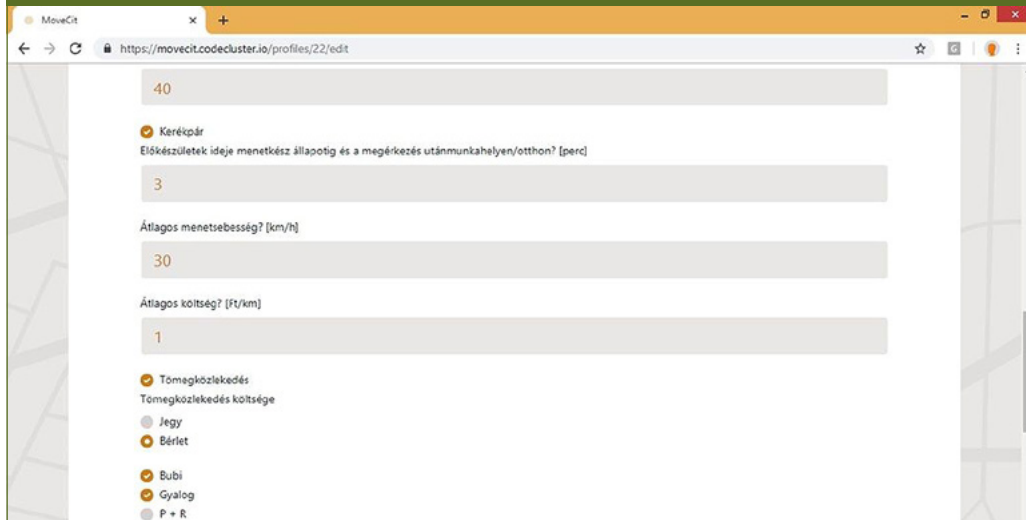 MoveCit
https://movecit.codecluster.io/profiles/22/edit
40
Kerékpár
Előkészületek ideje menetkész állapotig és a megérkezés utánmunkahelyen/otthon? [perc]
3
Átlagos menetsebesség? [km/h]
30
Átlagos költség? [Ft/km]
1
Tömegközlekedés
Tömegközlekedés költsége
Jegy
Bérlet
Bubi
Gyalog
P + R